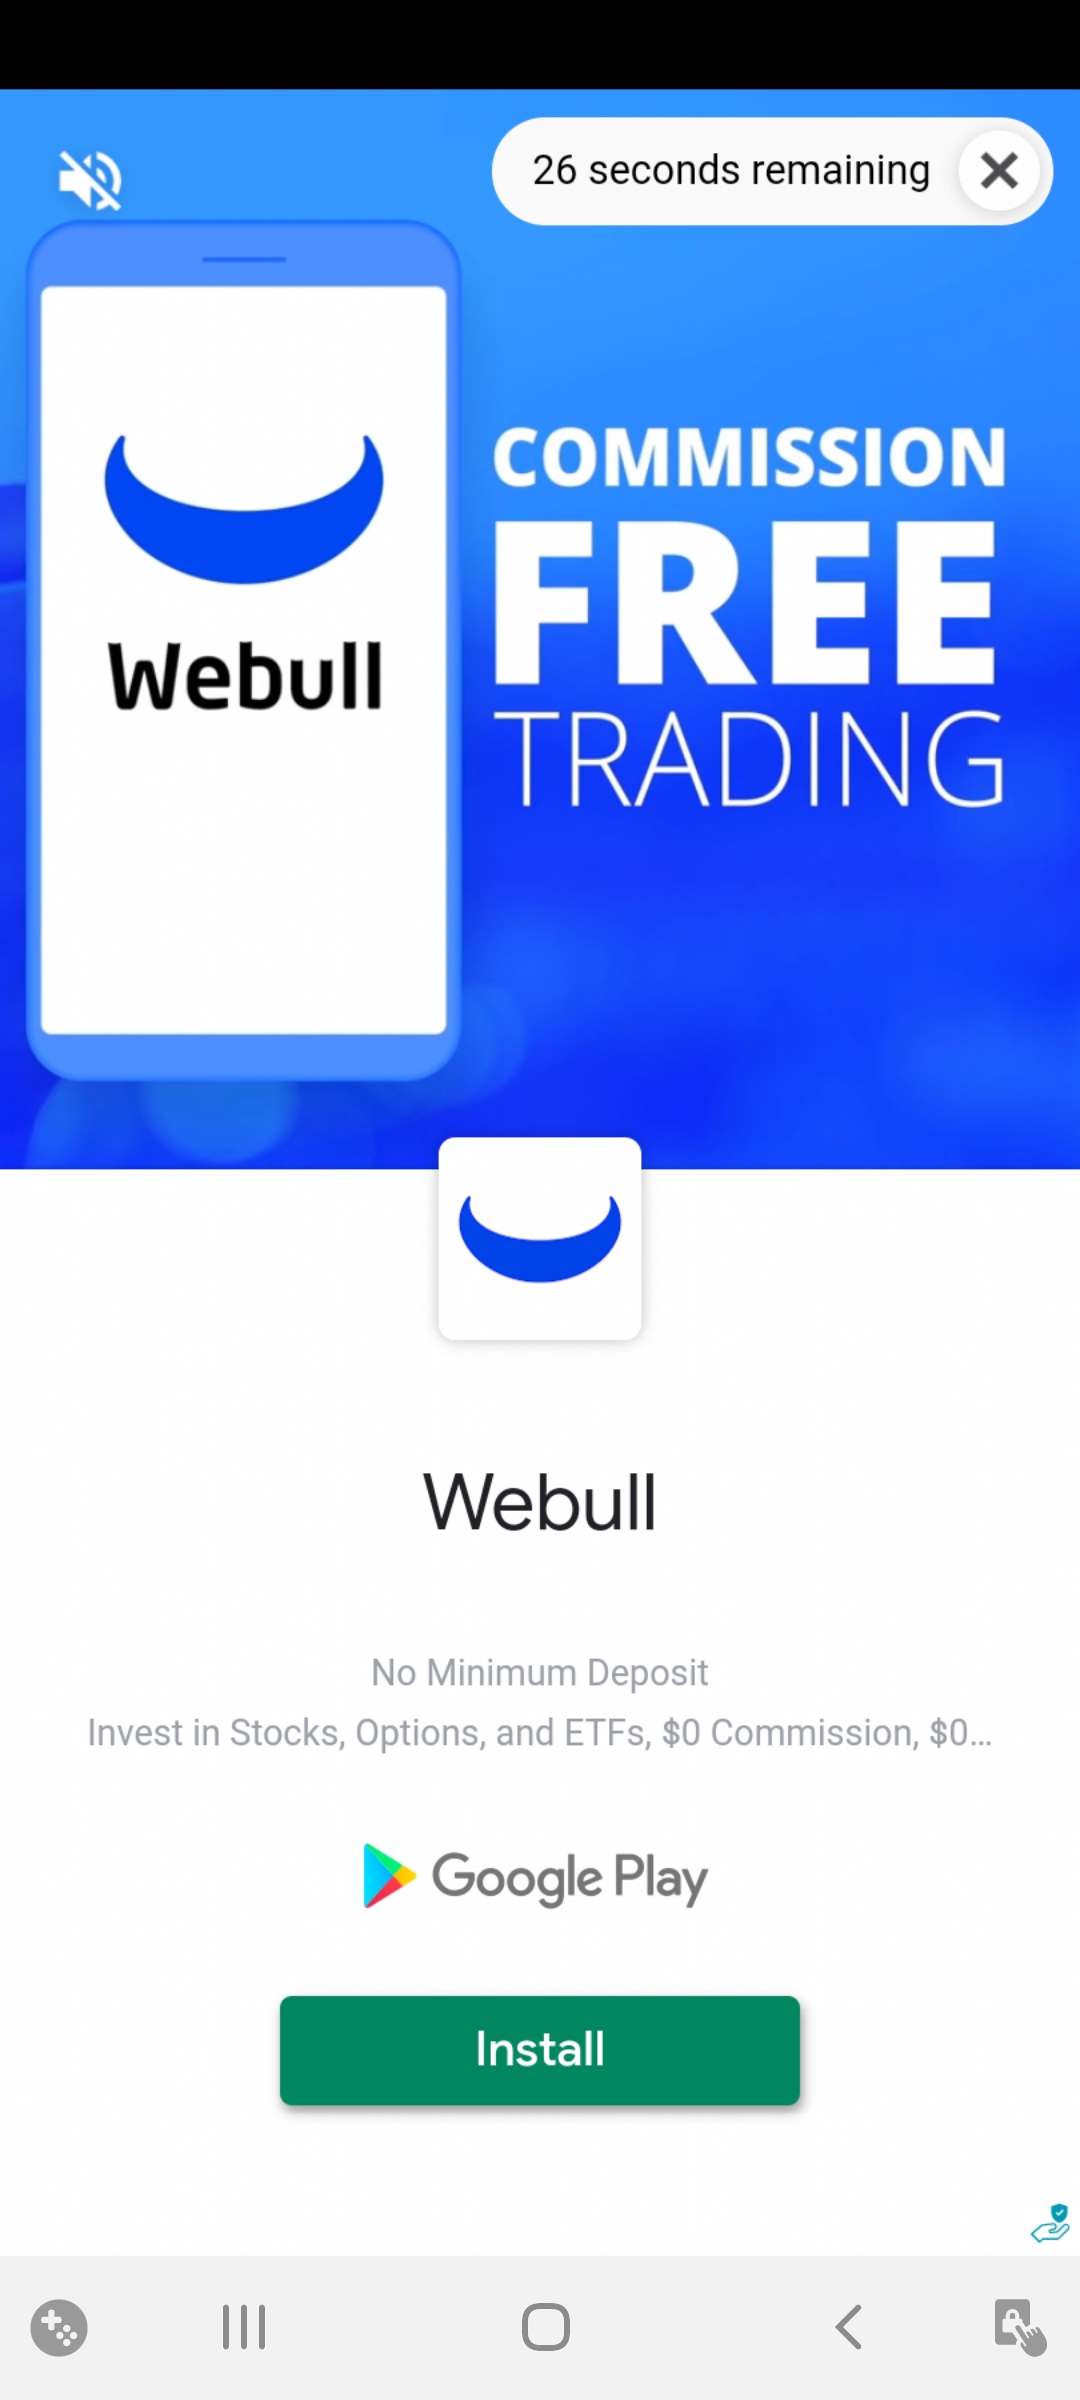 26 seconds remaining
COMMISSION
FREE
TRADING
Webull
Webull
No Minimum Deposit
Invest in Stocks, Options, and ETFs, $0 Commission, $0...
Google Play
Install